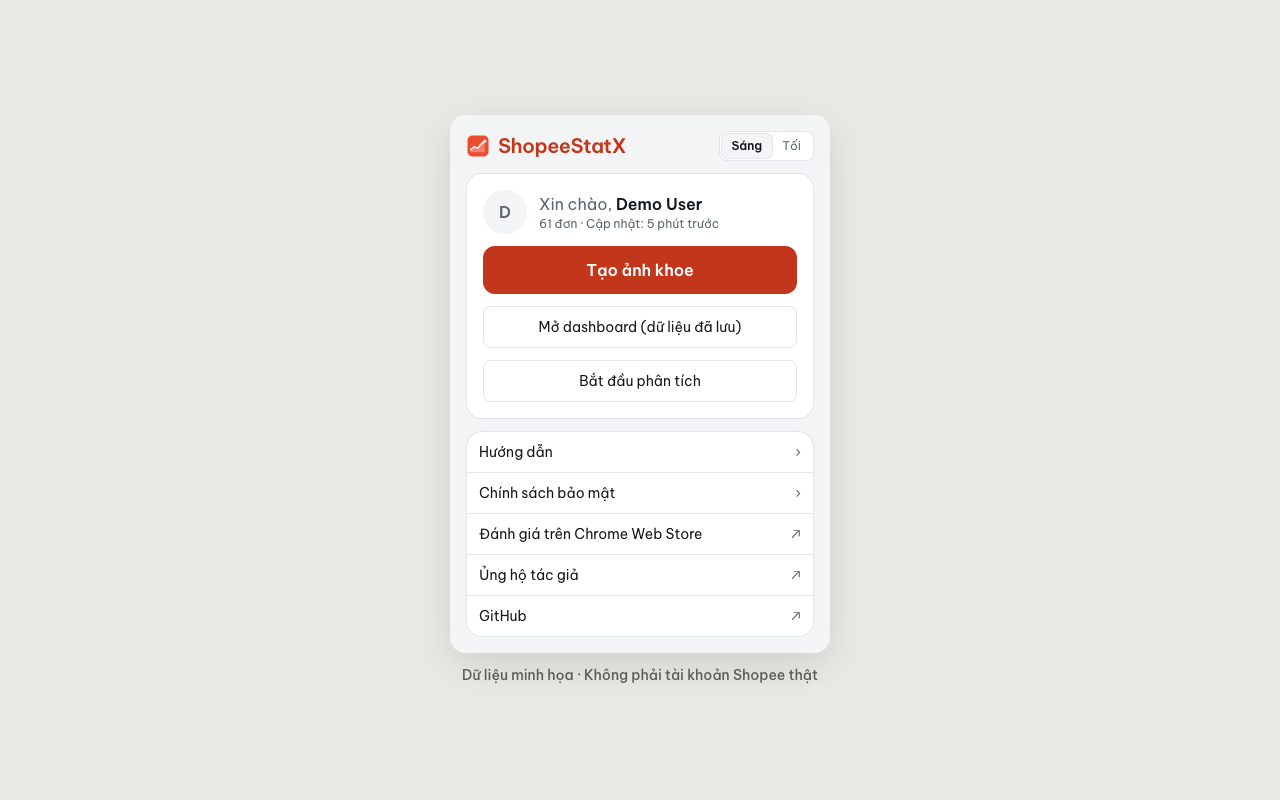 ShopeeStatX
Sáng Tối
D
Xin chào, Demo User
61 đơn · Cập nhật: 5 phút trước
Tạo ảnh khoe
Mở dashboard (dữ liệu đã lưu)
Bắt đầu phân tích
Hướng dẫn
Chính sách bảo mật
Đánh giá trên Chrome Web Store
Ủng hộ tác giả
GitHub
Dữ liệu minh họa · Không phải tài khoản Shopee thật